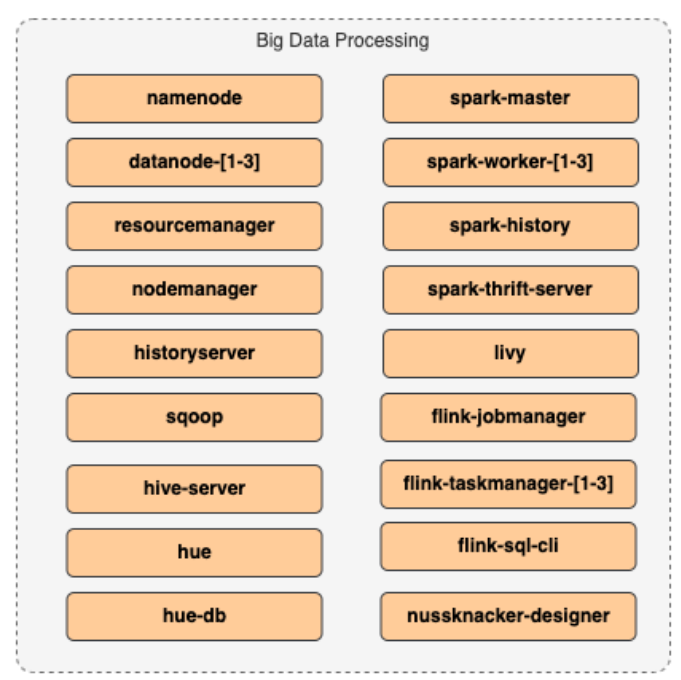 Big Data Processing
namenode
datanode-[1-3]
resourcemanager
nodemanager
historyserver
sqoop
hive-server
hue
hue-db
spark-master
spark-worker-[1-3]
spark-history
spark-thrift-server
livy
flink-jobmanager
flink-taskmanager-[1-3]
flink-sql-cli
nussknacker-designer